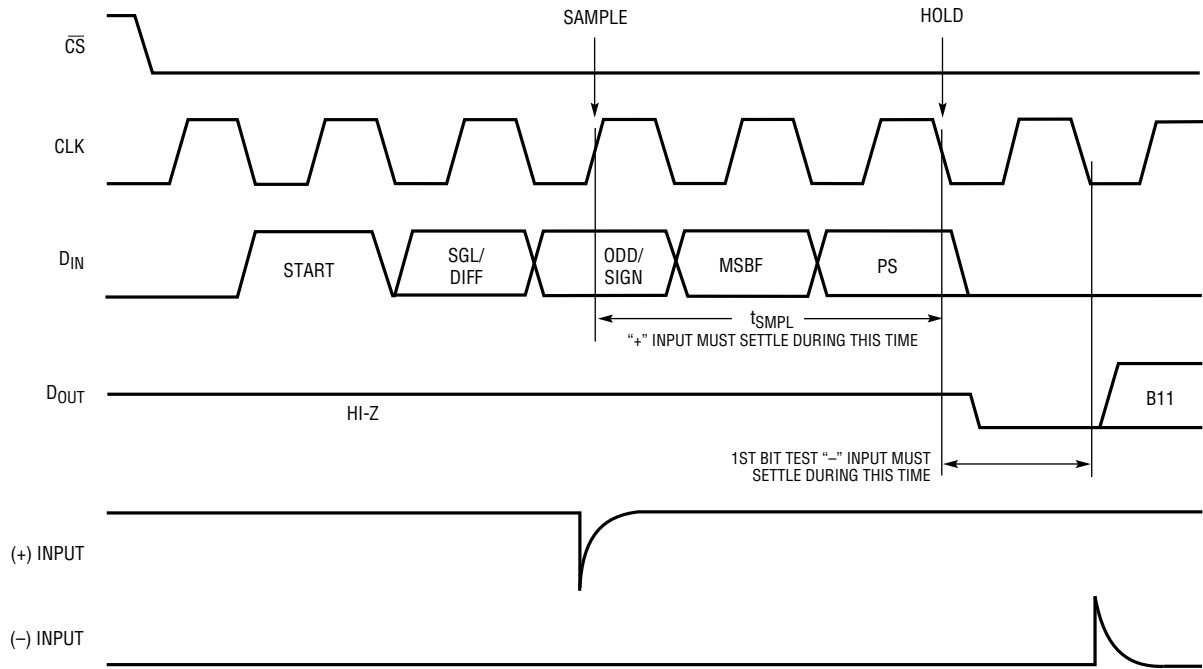 SAMPLE
HOLD
CS
CLK
DIN
START
SGL/
DIFF
ODD/
SIGN
MSBF
PS
tSMPL
“+” INPUT MUST SETTLE DURING THIS TIME
DOUT
HI-Z
B11
1ST BIT TEST “–” INPUT MUST
SETTLE DURING THIS TIME
(+) INPUT
(–) INPUT